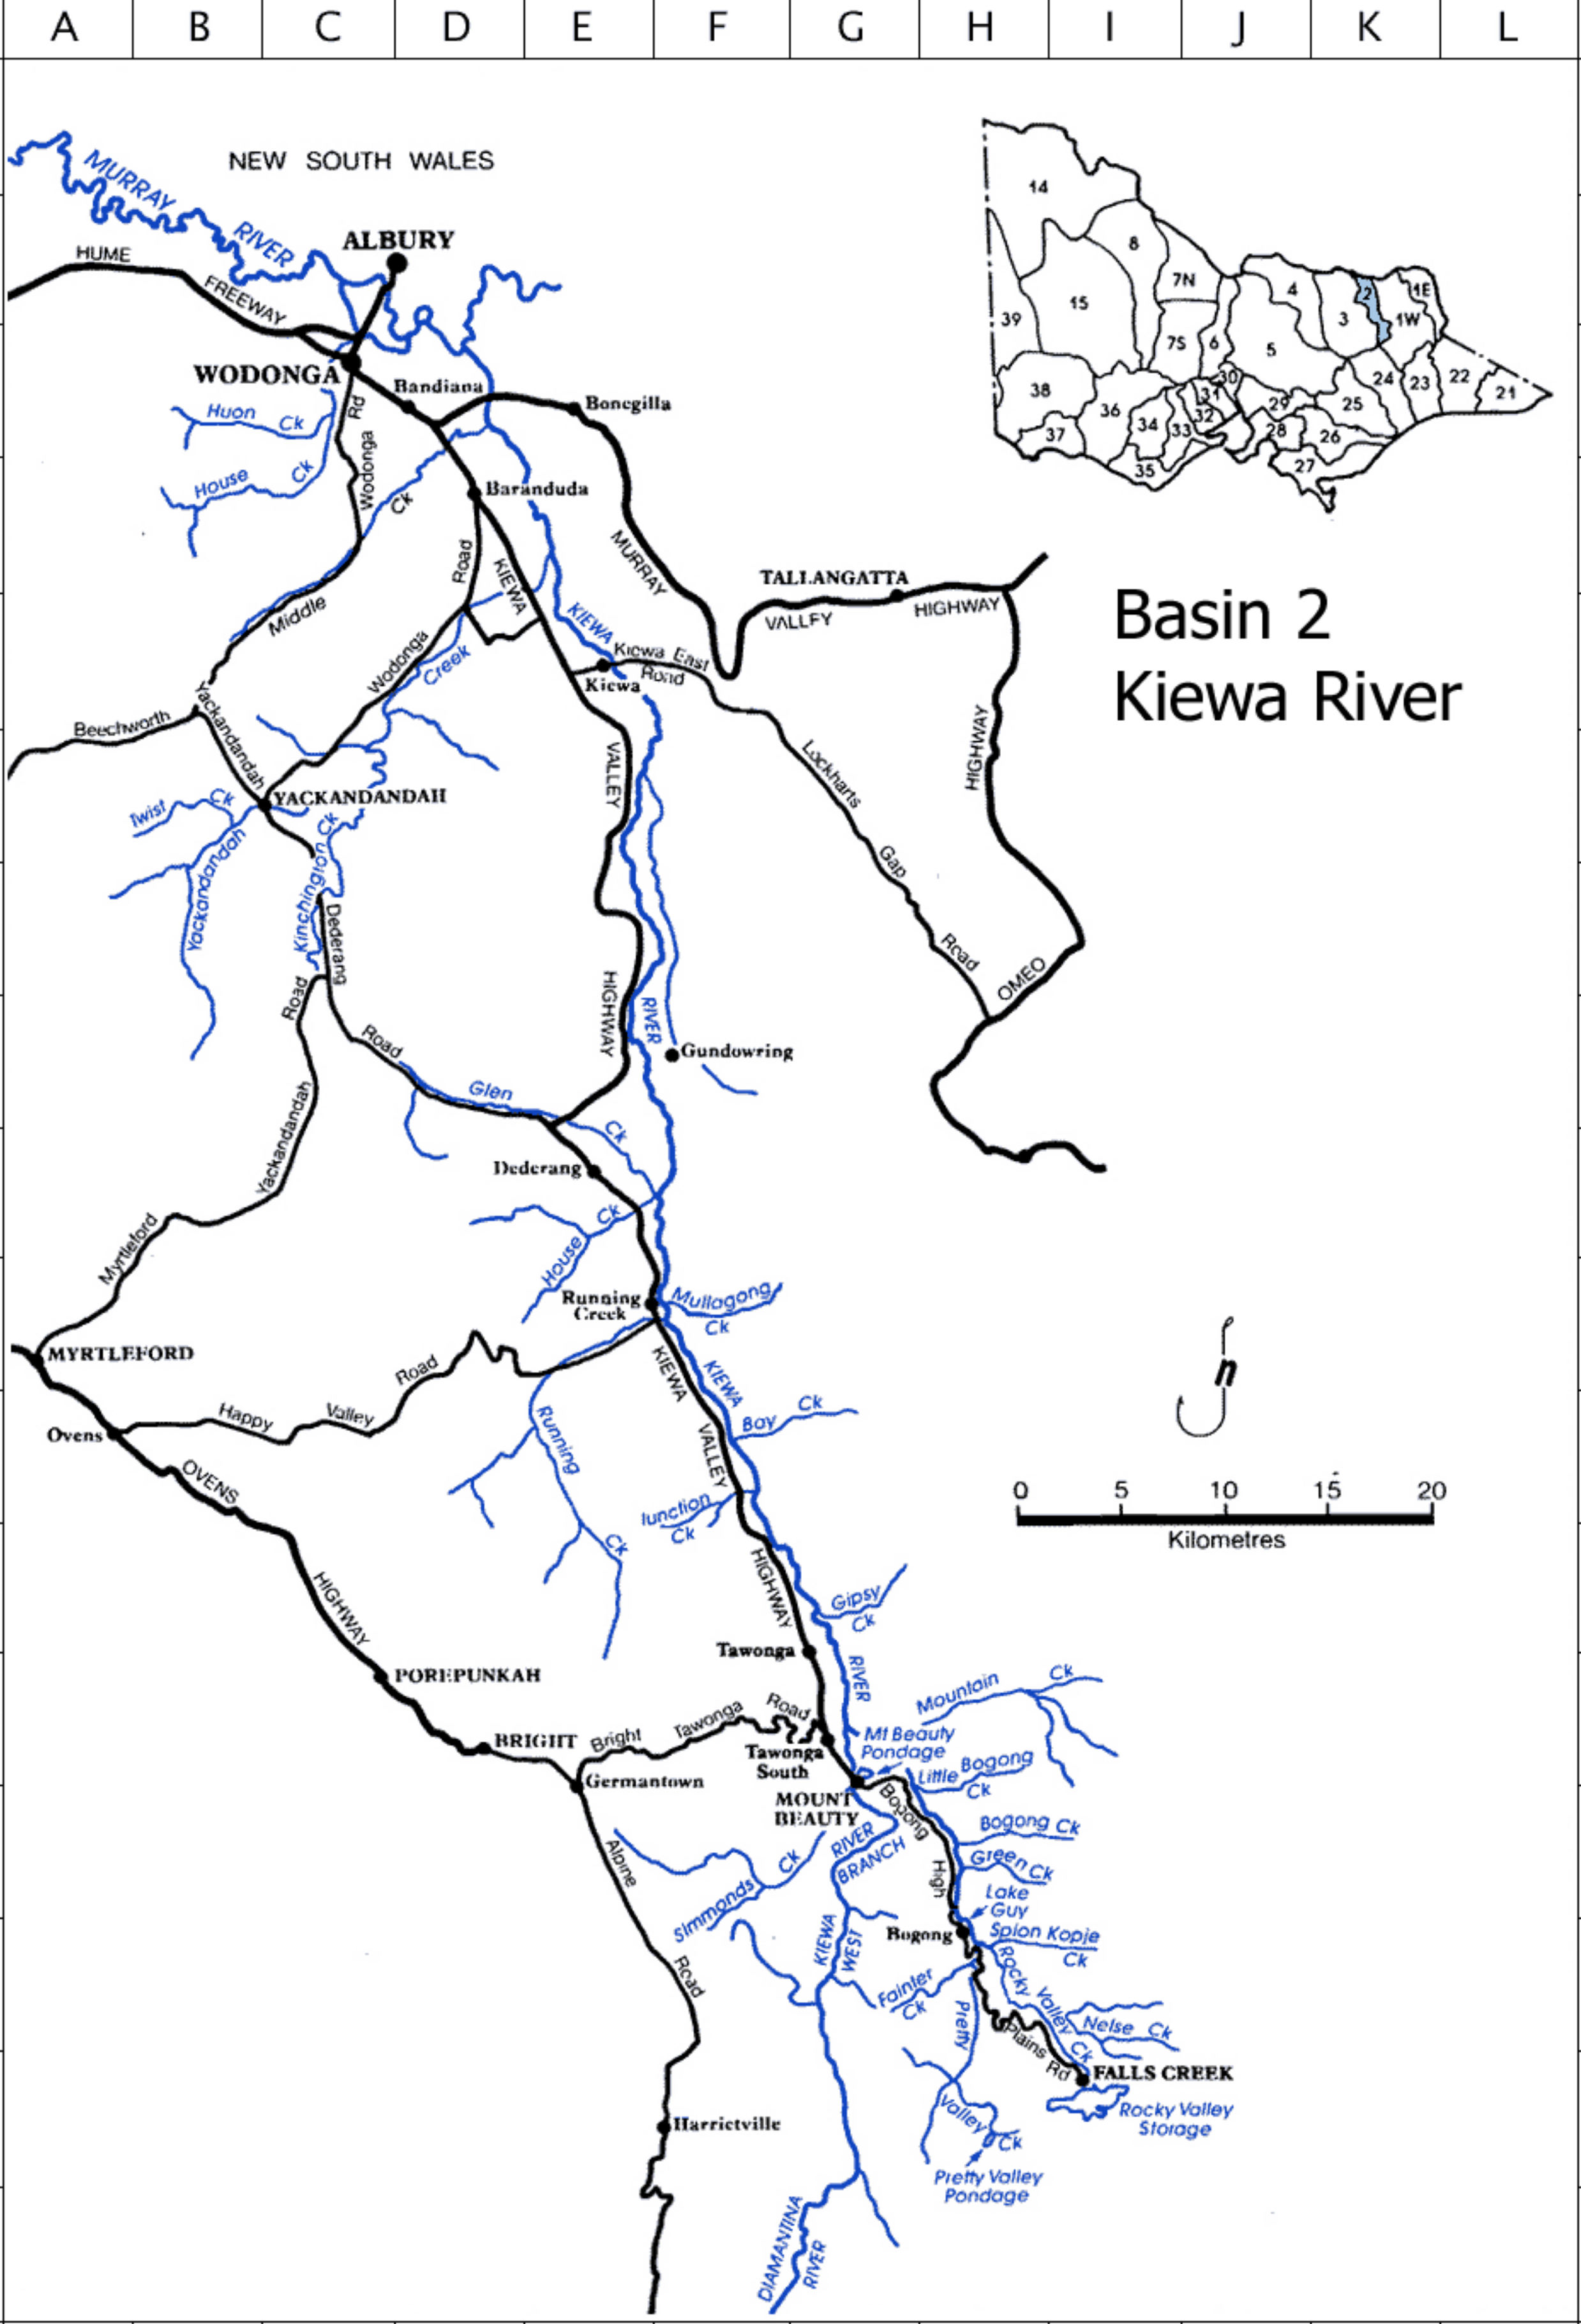 A B C D E F G H I J K L
NEW SOUTH WALES
MURRAY
RIVER
ALBURY
HUME
FREEWAY
WODONGA
Bandiana
Bonegilla
Huon Ck
House Ck
Rd
Wodonga
Ck
Baranduda
Middle
Road
KIEWA
MURRAY
TALLANGATTA
VALLEY
HIGHWAY
KIEWA
Kiewa East
Road
Kiewa
Wodonga
Creek
Beechworth
Yackandandah
YACKANDANDAH
VALLEY
HIGHWAY
Lockharts
Gap
Road
OMEO
Twist Ck
Yackandandah
Yackandandah
Kinchington Ck
Dederang
Road
Road
HIGHWAY
RIVER
Gundowring
Glen
Ck
Dederang
Yackandandah
Myrtleford
House Ck
Running
Creek
Mullagong
Ck
MYRTLEFORD
Ovens
Happy
Valley
Road
KIEWA
KIEWA
VALLEY
Bay Ck
OVENS
HIGHWAY
Running
Ck
Junction
Ck
HIGHWAY
Gipsy
Ck
Tawonga
RIVER
POREPUNKAH
BRIGHT
Bright
Tawonga
Road
Germantown
Tawonga
South
MOUNT
BEAUTY
Mt Beauty
Pondage
Mountain Ck
Little Bogong
Ck
Bogong
High
Bogong Ck
Green Ck
Lake
Guy
Spion Kopje
Ck
Alpine
Road
Simmonds Ck
RIVER
BRANCH
KIEWA
WEST
Bogong
Fainter
Ck
Pretty
Valley
Ck
Rocky Valley Ck
Plains Rd
Nelse Ck
FALLS CREEK
Rocky Valley
Storage
Pretty Valley
Pondage
Harrietville
DIAMANTINA
RIVER
14
8
7N
15
39
7S
6
5
4
3
2
1E
1W
38
37
36
35
34
33
32
31
30
29
28
27
26
25
24
23
22
21
Basin 2
Kiewa River
n
0 5 10 15 20
Kilometres